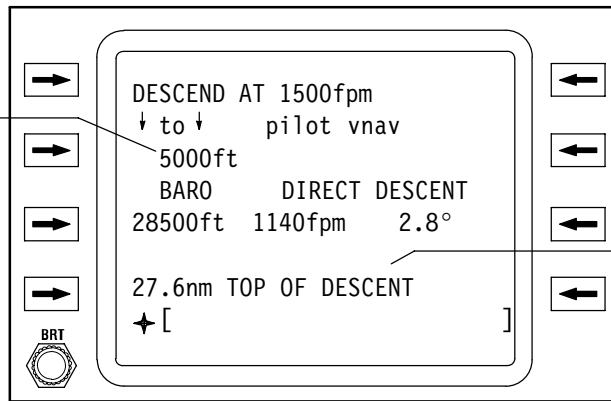 DESCEND AT 1500fpm
to pilot vnav
5000ft
BARO DIRECT DESCENT
28500ft 1140fpm 2.8°
27.6nm TOP OF DESCENT
[ ]
BRT